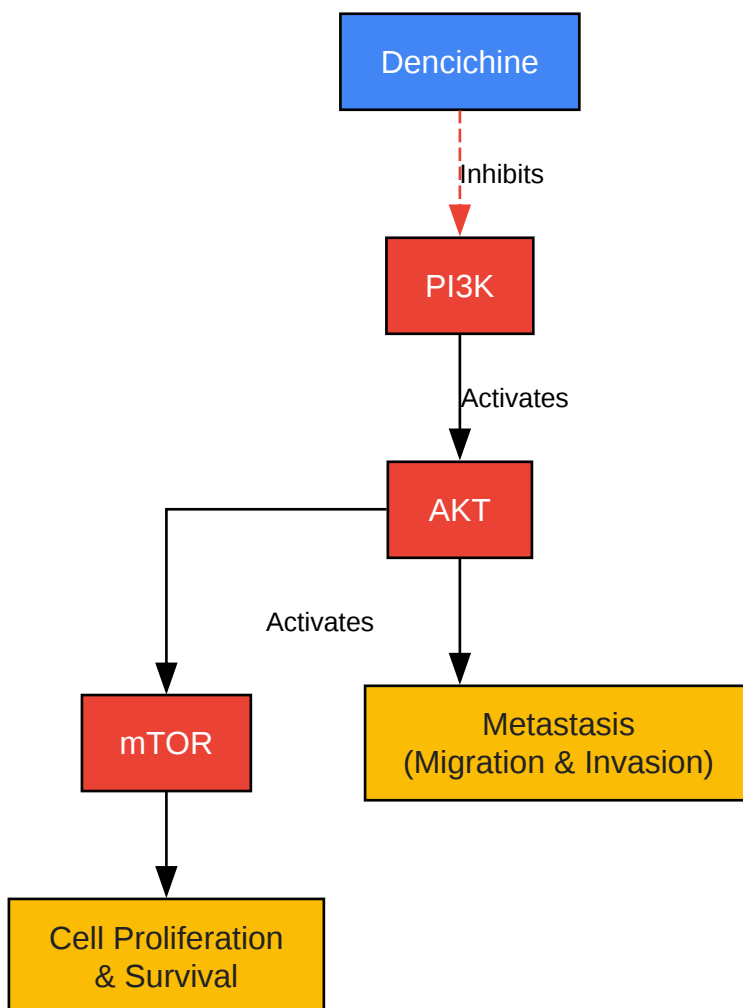 Dencichine
Inhibits
PI3K
Activates
AKT
Activates
mTOR
Metastasis
(Migration & Invasion)
Cell Proliferation
& Survival